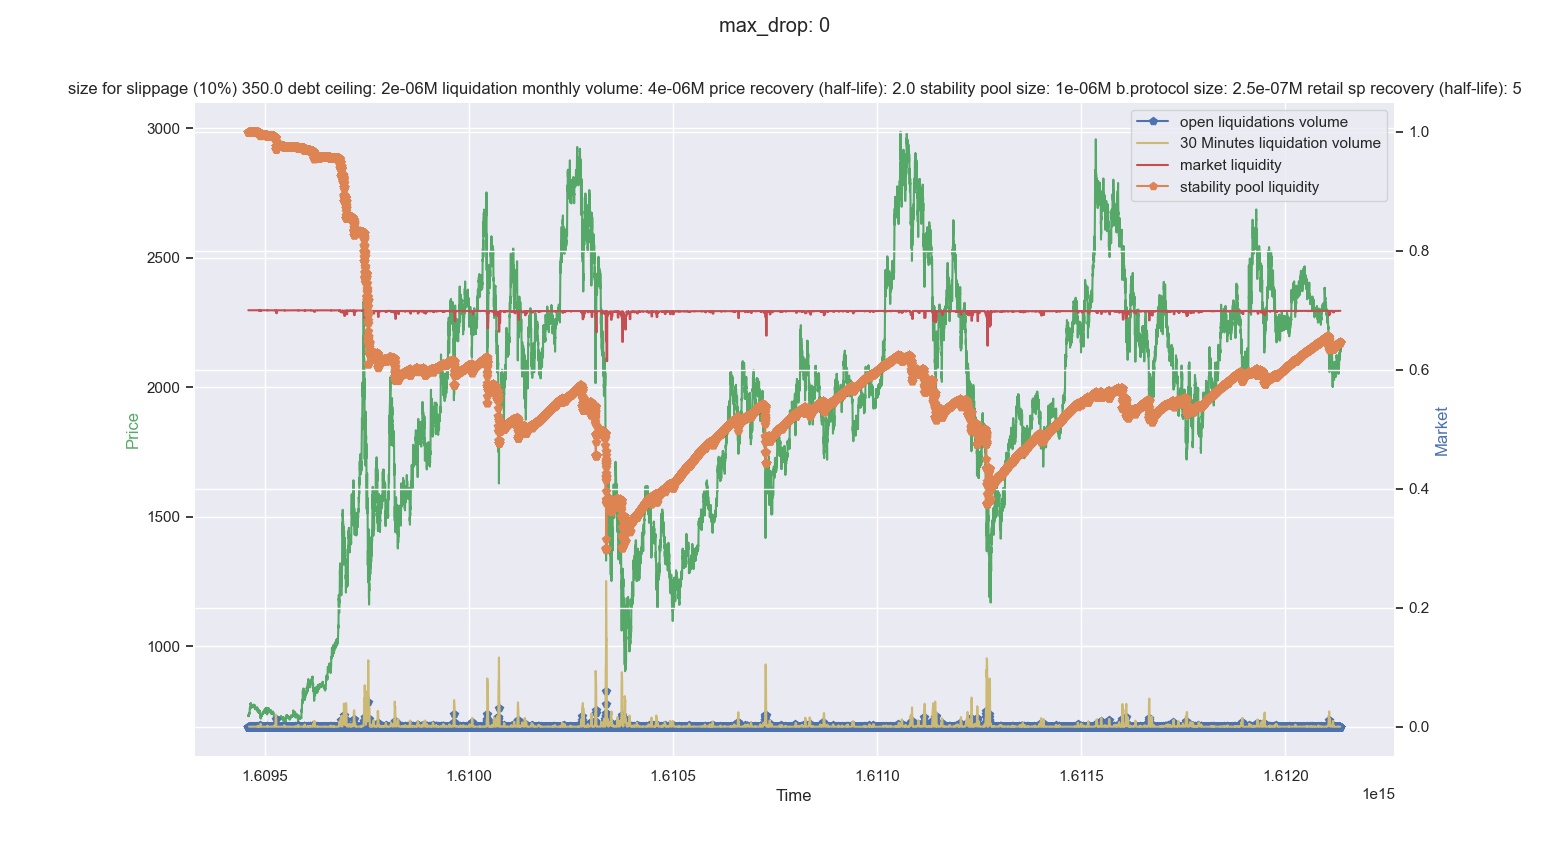 max_drop: 0
size for slippage (10%) 350.0 debt ceiling: 2e-06M liquidation monthly volume: 4e-06M price recovery (half-life): 2.0 stability pool size: 1e-06M b.protocol size: 2.5e-07M retail sp recovery (half-life): 5
open liquidations volume
30 Minutes liquidation volume
market liquidity
stability pool liquidity
3000
2500
2000
1500
1000
Price
1.0
0.8
0.6
0.4
0.2
0.0
Market
1.6095 1.6100 1.6105 1.6110 1.6115 1.6120
1e15
Time